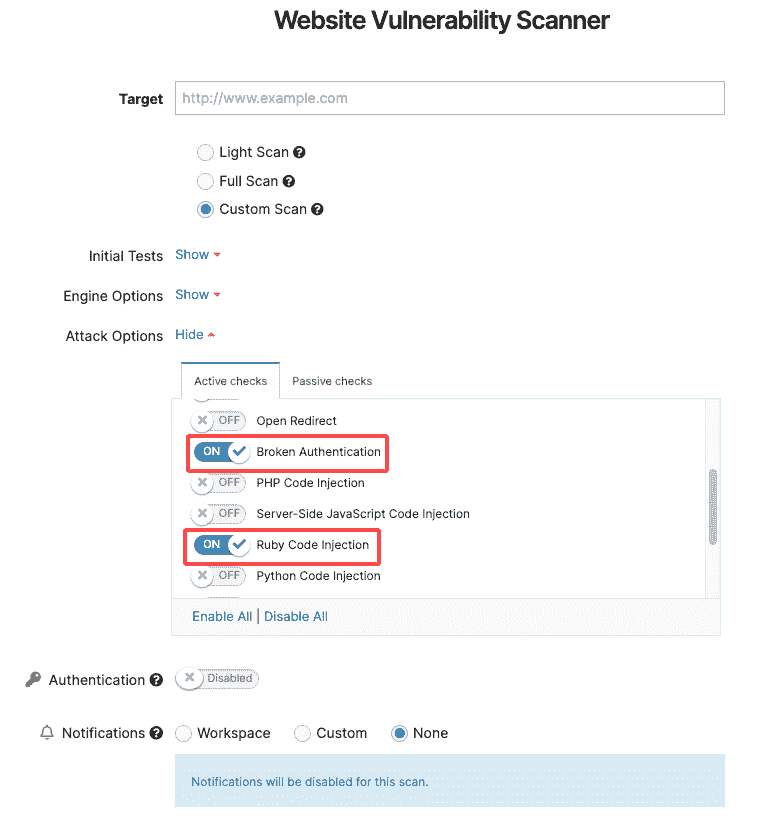 Website Vulnerability Scanner
Target http://www.example.com
Light Scan ?
Full Scan ?
Custom Scan ?
Initial Tests Show
Engine Options Show
Attack Options Hide
Active checks Passive checks
OFF Open Redirect
ON Broken Authentication
OFF PHP Code Injection
OFF Server-Side JavaScript Code Injection
ON Ruby Code Injection
OFF Python Code Injection
Enable All | Disable All
Authentication ? Disabled
Notifications ? Workspace Custom None
Notifications will be disabled for this scan.